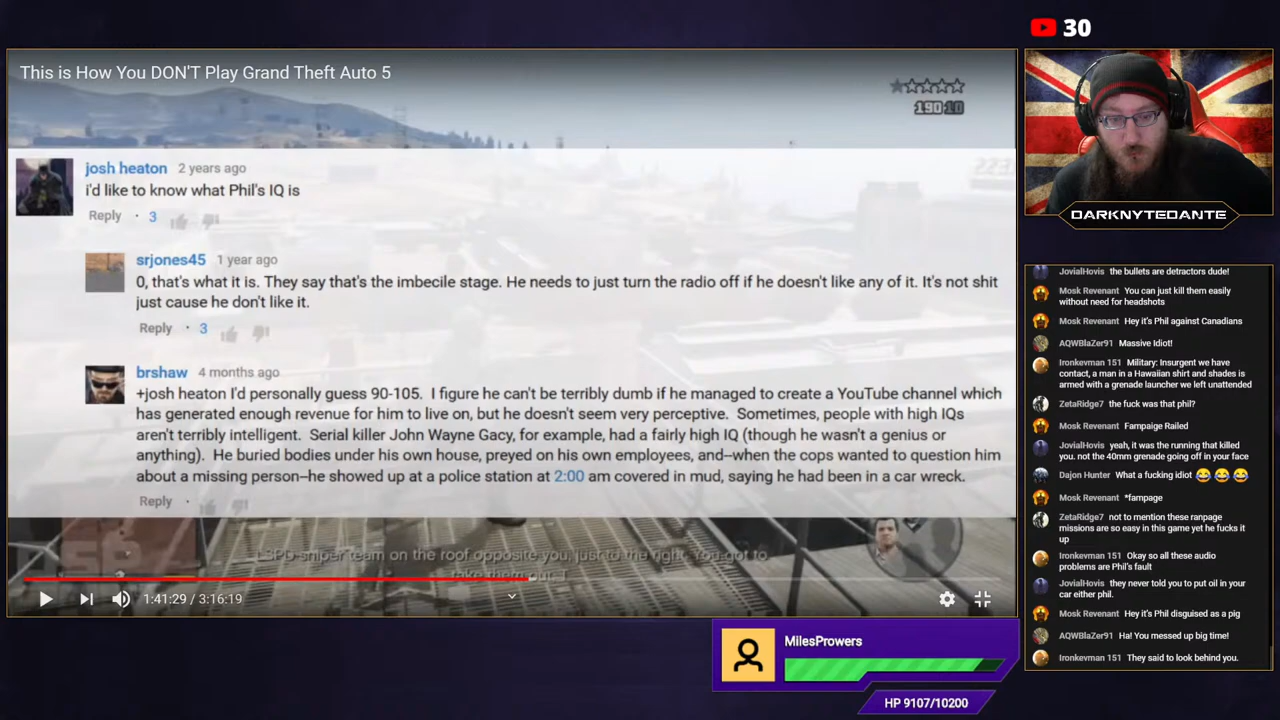 30
This is How You DON'T Play Grand Theft Auto 5
josh heaton 2 years ago
i'd like to know what Phil's IQ is
Reply · 3
srjones45 1 year ago
0, that's what it is. They say that's the imbecile stage. He needs to just turn the radio off if he doesn't like any of it. It's not shit
just cause he don't like it.
Reply · 3
brshaw 4 months ago
+josh heaton I'd personally guess 90-105. I figure he can't be terribly dumb if he managed to create a YouTube channel which
has generated enough revenue for him to live on, but he doesn't seem very perceptive. Sometimes, people with high IQs
aren't terribly intelligent. Serial killer John Wayne Gacy, for example, had a fairly high IQ (though he wasn't a genius or
anything). He buried bodies under his own house, preyed on his own employees, and--when the cops wanted to question him
about a missing person--he showed up at a police station at 2:00 am covered in mud, saying he had been in a car wreck.
Reply ·
LSPD sniper team on the roof opposite you, just to the right. You got to
take them out.
1:41:29 / 3:16:19
DARKNYTEDANTE
JovialHovis the bullets are detractors dude!
Mosk Revenant You can just kill them easily
without need for headshots
Mosk Revenant Hey it's Phil against Canadians
AQWBlaZer91 Massive Idiot!
Ironkevman 151 Military: Insurgent we have
contact, a man in a Hawaiian shirt and shades is
armed with a grenade launcher we left unattended
ZetaRidge7 the fuck was that phil?
Mosk Revenant Fampaige Railed
JovialHovis yeah, it was the running that killed
you. not the 40mm grenade going off in your face
Dajon Hunter What a fucking idiot 😂 😂 😂
Mosk Revenant *fampage
ZetaRidge7 not to mention these ranpage
missions are so easy in this game yet he fucks it
up
Ironkevman 151 Okay so all these audio
problems are Phil's fault
JovialHovis they never told you to put oil in your
car either phil.
Mosk Revenant Hey it's Phil disguised as a pig
AQWBlaZer91 Ha! You messed up big time!
Ironkevman 151 They said to look behind you.
MilesProwers
HP 9107/10200